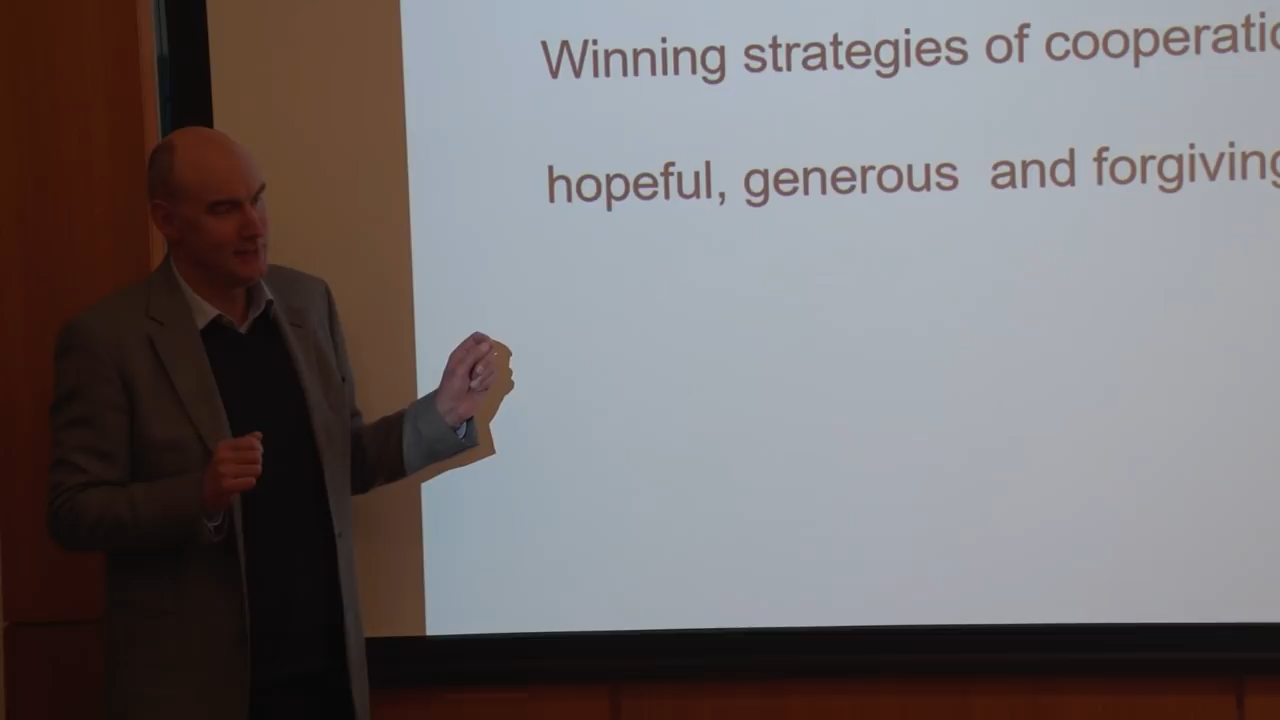 Winning strategies of cooperatio
hopeful, generous and forgiving